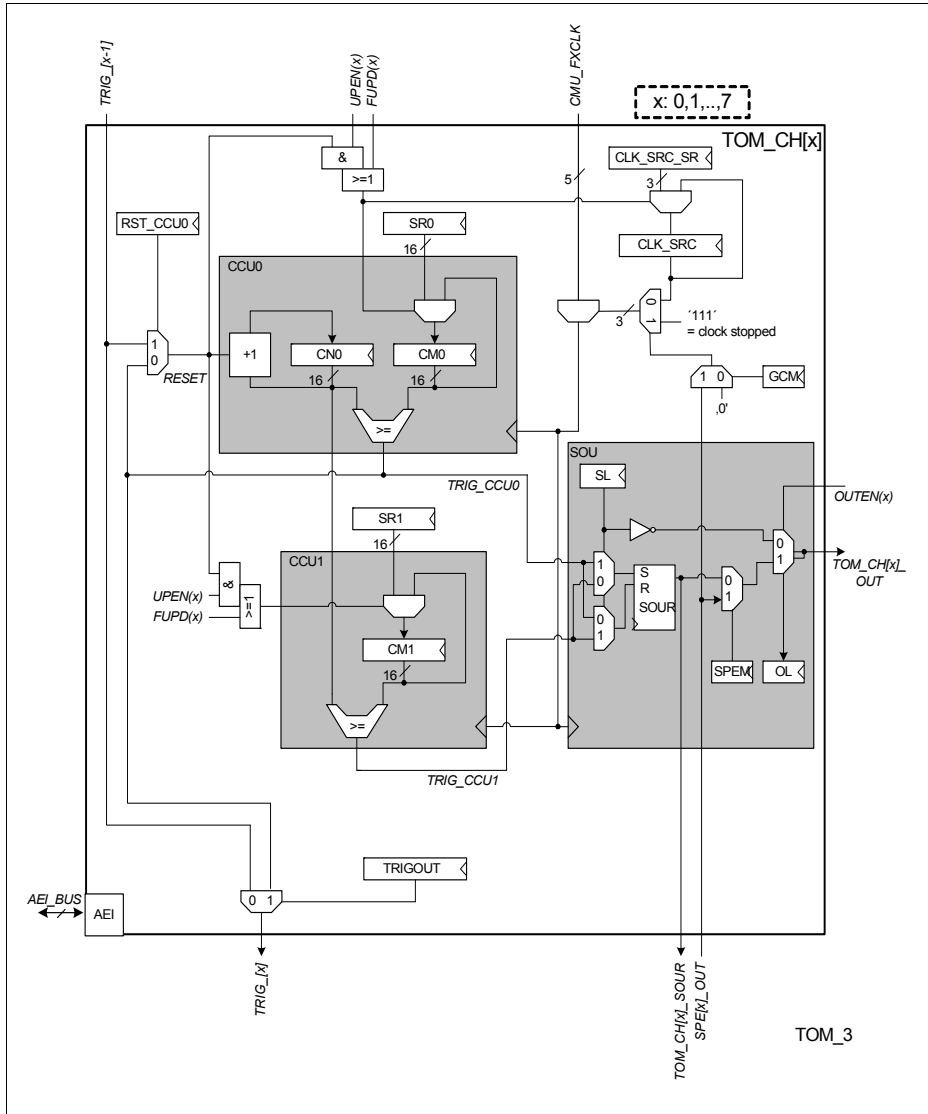 TRIG_[x-1]
UPEN(x)
FUPD(x)
CMU_FXCLK
x: 0,1,..,7
TOM_CH[x]
&
>=1
5
CLK_SRC_SR
3
RST_CCU0
SR0
16
CLK_SRC
CCU0
1
0
RESET
+1
CN0
16
CM0
16
>=
3
0
1
´111´
= clock stopped
1 0
GCM
‚0'
TRIG_CCU0
SOU
SL
OUTEN(x)
SR1
16
CCU1
&
>=1
UPEN(x)
FUPD(x)
CM1
16
>=
1
0
0
1
S
R
SOUR
0
1
0
1
TOM_CH[x]_
OUT
SPEM
OL
TRIG_CCU1
TRIGOUT
AEI_BUS
AEI
0 1
TRIG_[x]
TOM_CH[x]_SOUR
SPE[x]_OUT
TOM_3